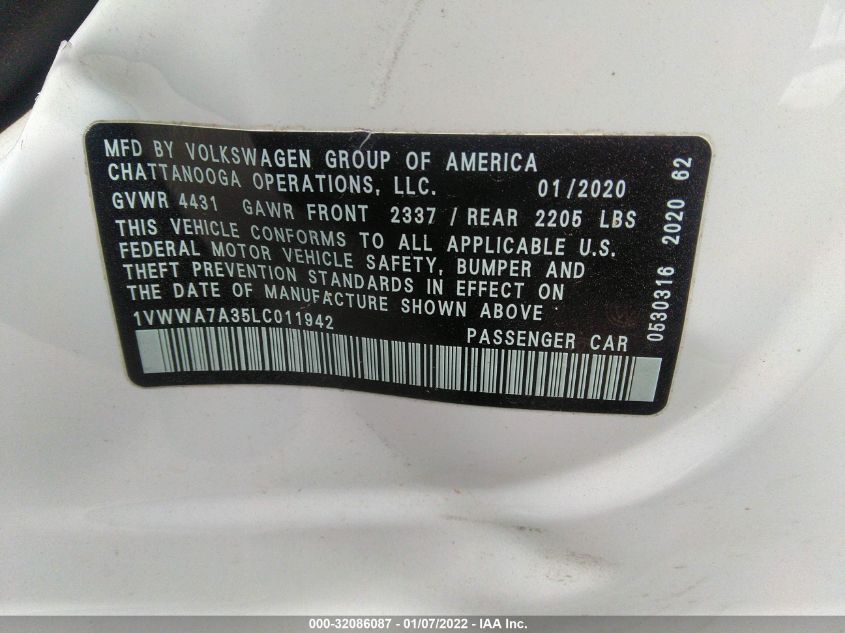 MFD BY VOLKSWAGEN GROUP OF AMERICA
CHATTANOOGA OPERATIONS, LLC. 01/2020
GVWR 4431 GAWR FRONT 2337 / REAR 2205 LBS
THIS VEHICLE CONFORMS TO ALL APPLICABLE U.S.
FEDERAL MOTOR VEHICLE SAFETY, BUMPER AND
THEFT PREVENTION STANDARDS IN EFFECT ON
THE DATE OF MANUFACTURE SHOWN ABOVE
1VWWA7A35LC011942 PASSENGER CAR
0530316 2020 62
000-32086087 - 01/07/2022 - IAA Inc.